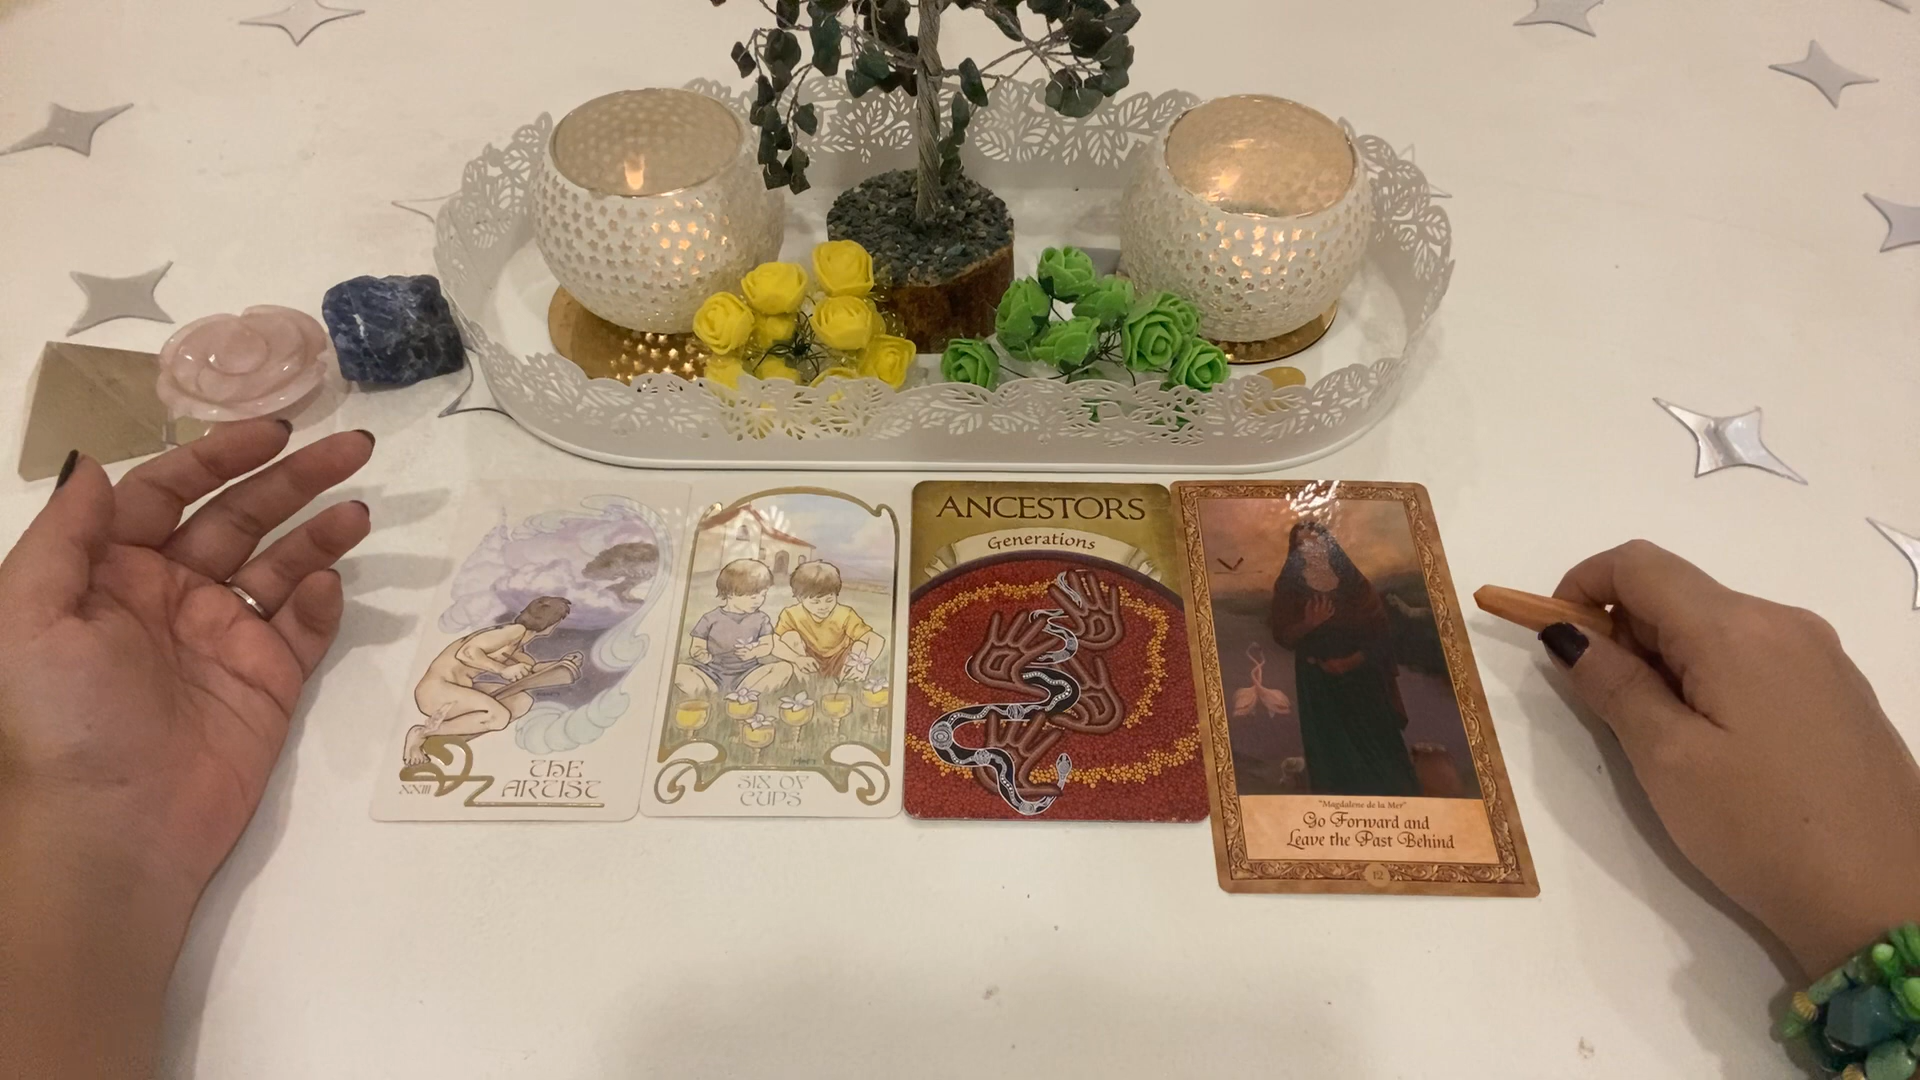 XXIII
THE
ARTIST
SIX OF
CUPS
ANCESTORS
Generations
"Magdalene de la Mer"
Go Forward and
Leave the Past Behind
12